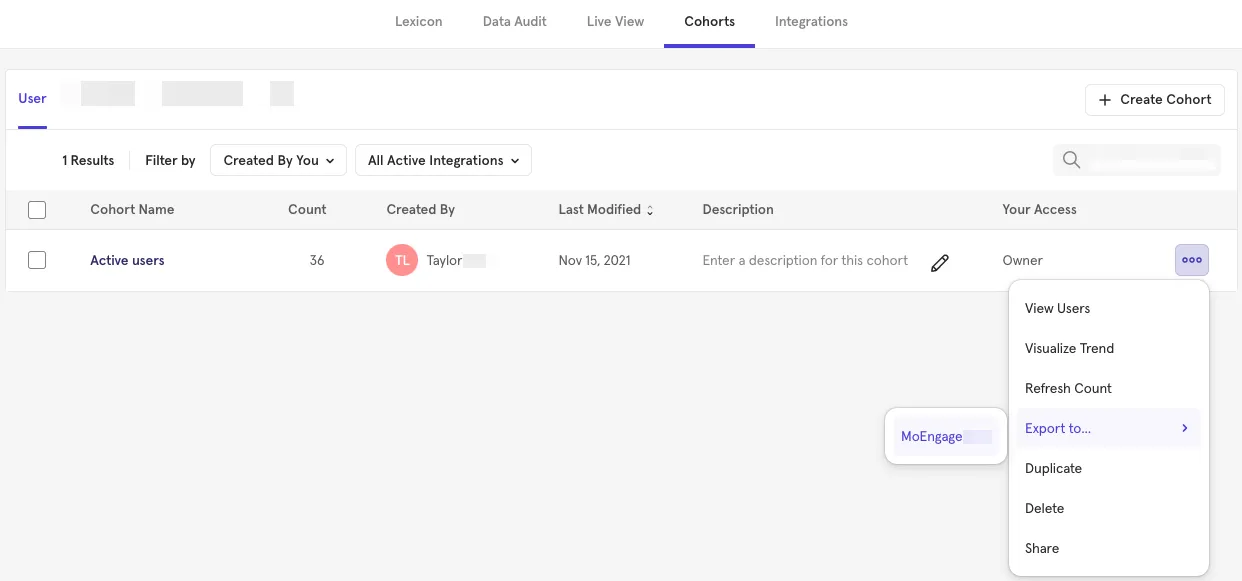 Lexicon Data Audit Live View Cohorts Integrations
User
+ Create Cohort
1 Results Filter by Created By You All Active Integrations
Cohort Name Count Created By Last Modified Description Your Access
Active users 36 TL Taylor Nov 15, 2021 Enter a description for this cohort Owner
View Users
Visualize Trend
Refresh Count
Export to...
MoEngage
Duplicate
Delete
Share